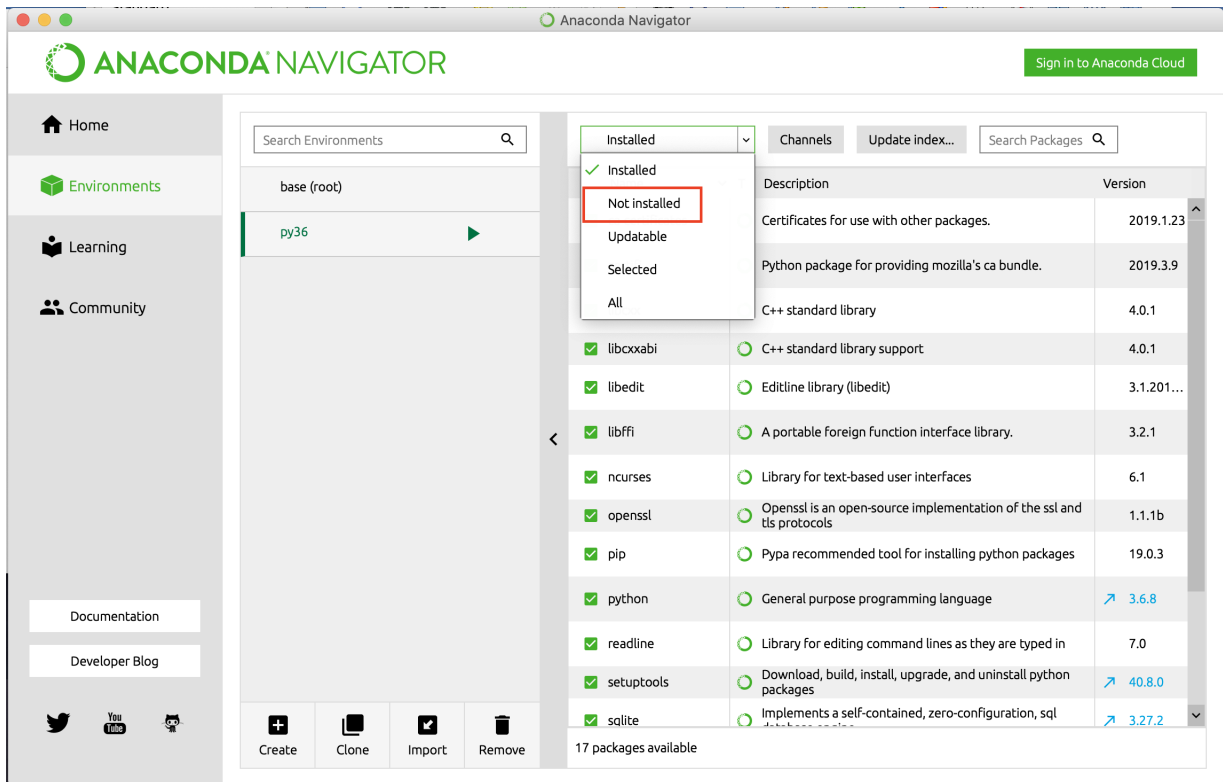 Anaconda Navigator
ANACONDA NAVIGATOR
Sign in to Anaconda Cloud
Home
Environments
Learning
Community
Documentation
Developer Blog
You
Tube
Search Environments
base (root)
py36
Create
Clone
Import
Remove
Installed
Channels
Update index...
Search Packages
Installed
Not installed
Updatable
Selected
All
Description
Version
Certificates for use with other packages.
2019.1.23
Python package for providing mozilla's ca bundle.
2019.3.9
C++ standard library
4.0.1
libcxxabi
C++ standard library support
4.0.1
libedit
Editline library (libedit)
3.1.201...
libffi
A portable foreign function interface library.
3.2.1
ncurses
Library for text-based user interfaces
6.1
openssl
Openssl is an open-source implementation of the ssl and
tls protocols
1.1.1b
pip
Pypa recommended tool for installing python packages
19.0.3
python
General purpose programming language
3.6.8
readline
Library for editing command lines as they are typed in
7.0
setuptools
Download, build, install, upgrade, and uninstall python
packages
40.8.0
sqlite
Implements a self-contained, zero-configuration, sql
3.27.2
17 packages available